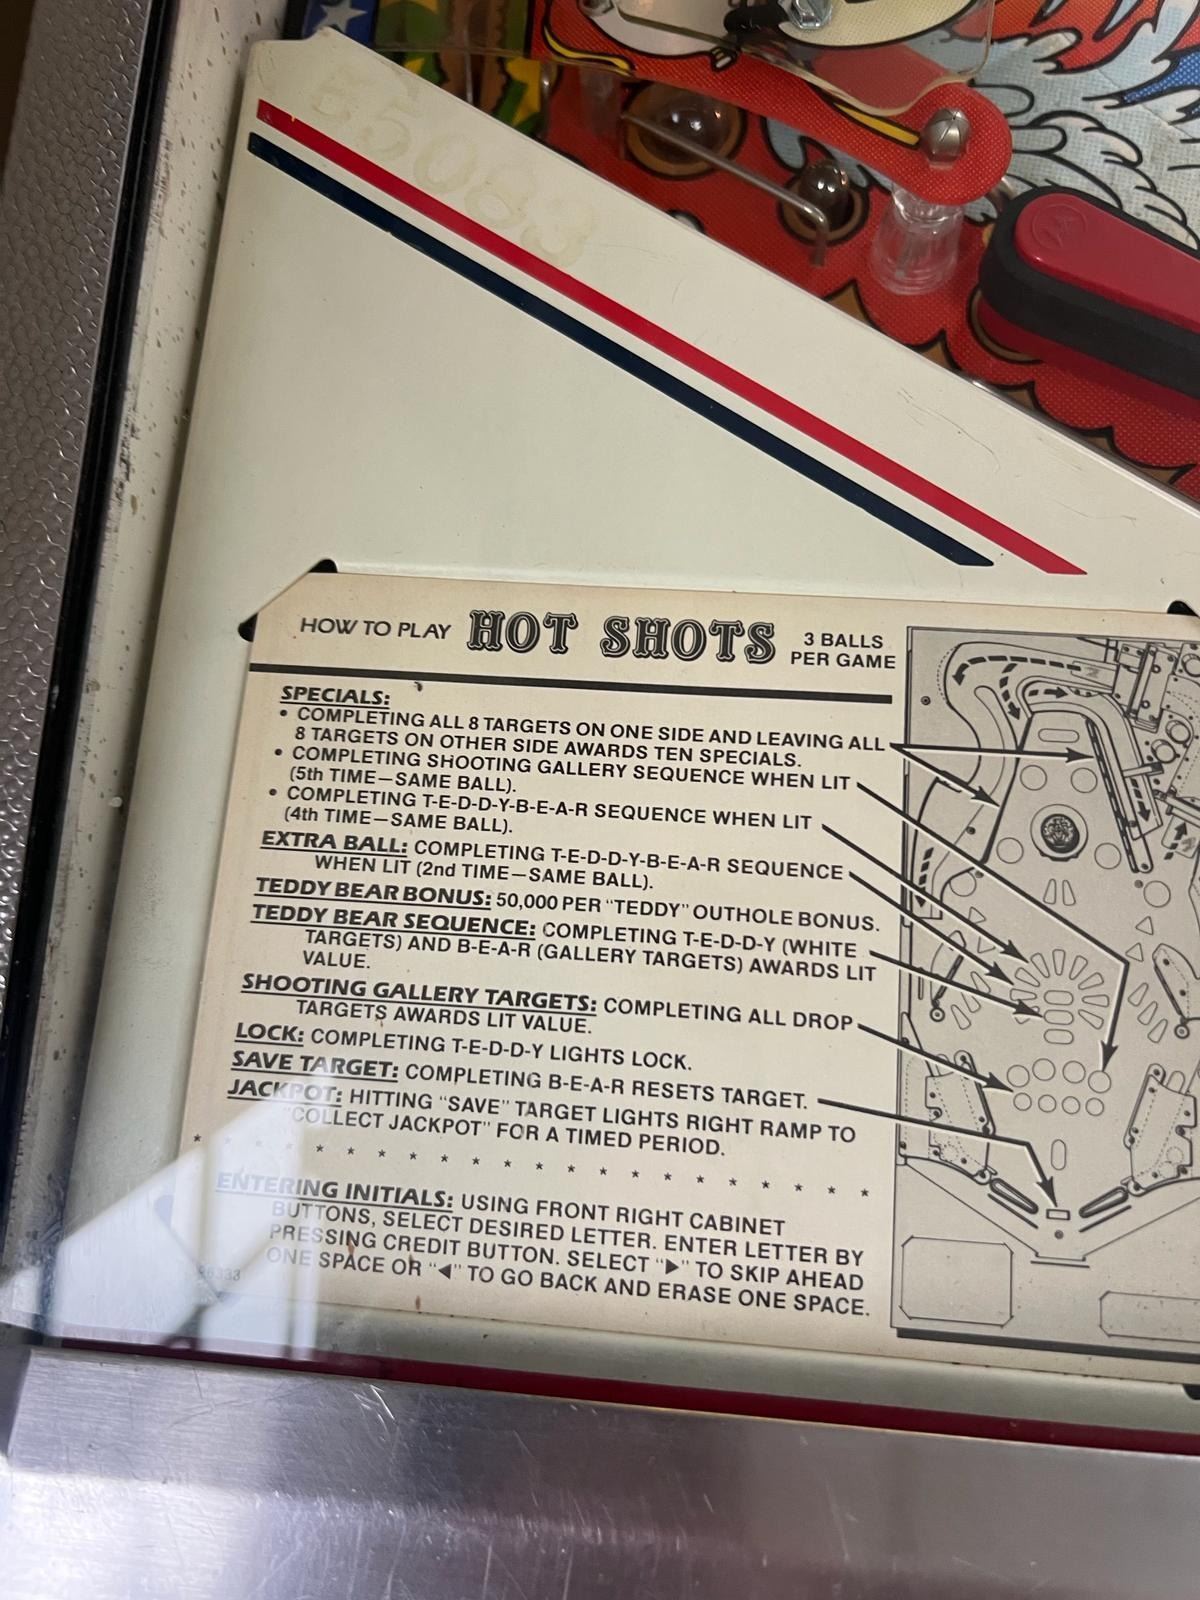 E5083
HOW TO PLAY HOT SHOTS 3 BALLS PER GAME
SPECIALS:
• COMPLETING ALL 8 TARGETS ON ONE SIDE AND LEAVING ALL
8 TARGETS ON OTHER SIDE AWARDS TEN SPECIALS.
• COMPLETING SHOOTING GALLERY SEQUENCE WHEN LIT
(5th TIME—SAME BALL).
• COMPLETING T-E-D-D-Y-B-E-A-R SEQUENCE WHEN LIT
(4th TIME—SAME BALL).
EXTRA BALL: COMPLETING T-E-D-D-Y-B-E-A-R SEQUENCE
WHEN LIT (2nd TIME—SAME BALL).
TEDDY BEAR BONUS: 50,000 PER "TEDDY" OUTHOLE BONUS.
TEDDY BEAR SEQUENCE: COMPLETING T-E-D-D-Y (WHITE
TARGETS) AND B-E-A-R (GALLERY TARGETS) AWARDS LIT
VALUE.
SHOOTING GALLERY TARGETS: COMPLETING ALL DROP
TARGETS AWARDS LIT VALUE.
LOCK: COMPLETING T-E-D-D-Y LIGHTS LOCK.
SAVE TARGET: COMPLETING B-E-A-R RESETS TARGET.
JACKPOT: HITTING "SAVE" TARGET LIGHTS RIGHT RAMP TO
"COLLECT JACKPOT" FOR A TIMED PERIOD.
* * * * * * * * * * * * * * * * * * * *
ENTERING INITIALS: USING FRONT RIGHT CABINET
BUTTONS, SELECT DESIRED LETTER. ENTER LETTER BY
PRESSING CREDIT BUTTON. SELECT "▶" TO SKIP AHEAD
ONE SPACE OR "◀" TO GO BACK AND ERASE ONE SPACE.